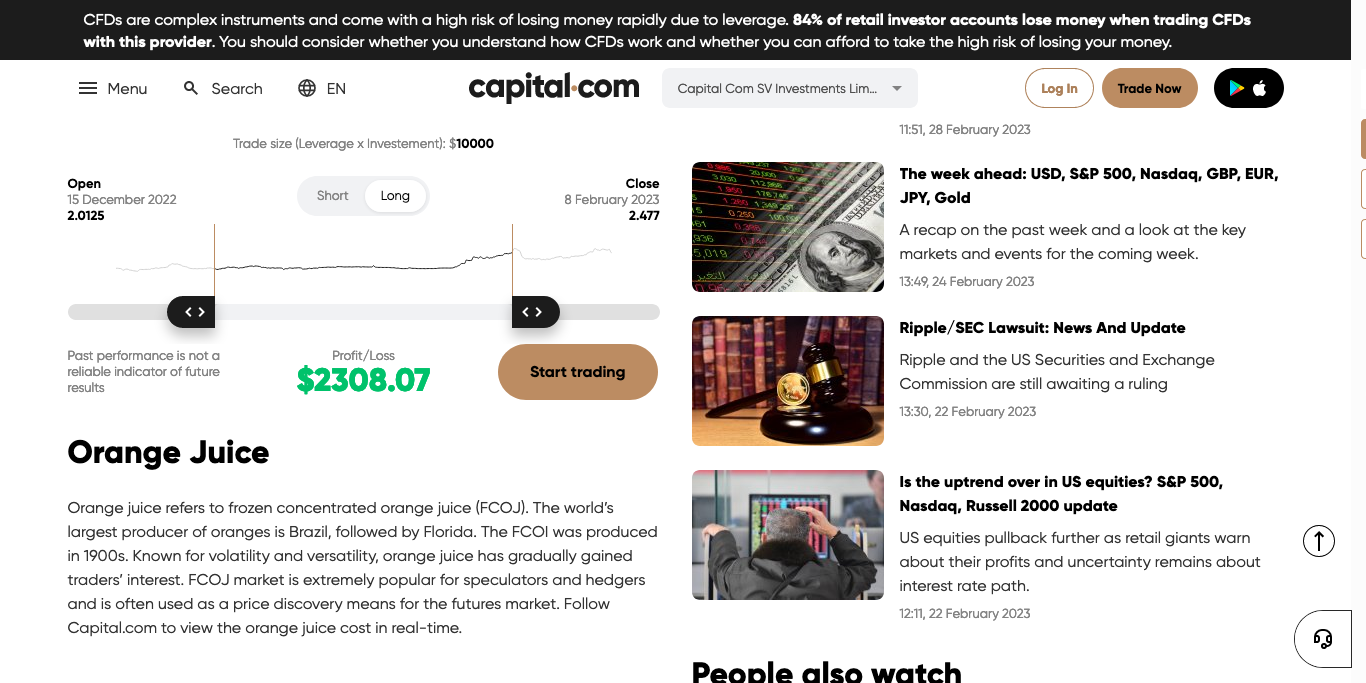 CFDs are complex instruments and come with a high risk of losing money rapidly due to leverage. 84% of retail investor accounts lose money when trading CFDs
with this provider. You should consider whether you understand how CFDs work and whether you can afford to take the high risk of losing your money.
Menu
Search
EN
capital.com
Capital Com SV Investments Lim...
Log In
Trade Now
Trade size (Leverage x Investement): $10000
Open
15 December 2022
2.0125
Short
Long
Close
8 February 2023
2.477
Past performance is not a
reliable indicator of future
results
Profit/Loss
$2308.07
Start trading
Orange Juice
Orange juice refers to frozen concentrated orange juice (FCOJ). The world's
largest producer of oranges is Brazil, followed by Florida. The FCOI was produced
in 1900s. Known for volatility and versatility, orange juice has gradually gained
traders' interest. FCOJ market is extremely popular for speculators and hedgers
and is often used as a price discovery means for the futures market. Follow
Capital.com to view the orange juice cost in real-time.
11:51, 28 February 2023
The week ahead: USD, S&P 500, Nasdaq, GBP, EUR,
JPY, Gold
A recap on the past week and a look at the key
markets and events for the coming week.
13:49, 24 February 2023
Ripple/SEC Lawsuit: News And Update
Ripple and the US Securities and Exchange
Commission are still awaiting a ruling
13:30, 22 February 2023
Is the uptrend over in US equities? S&P 500,
Nasdaq, Russell 2000 update
US equities pullback further as retail giants warn
about their profits and uncertainty remains about
interest rate path.
12:11, 22 February 2023
People also watch